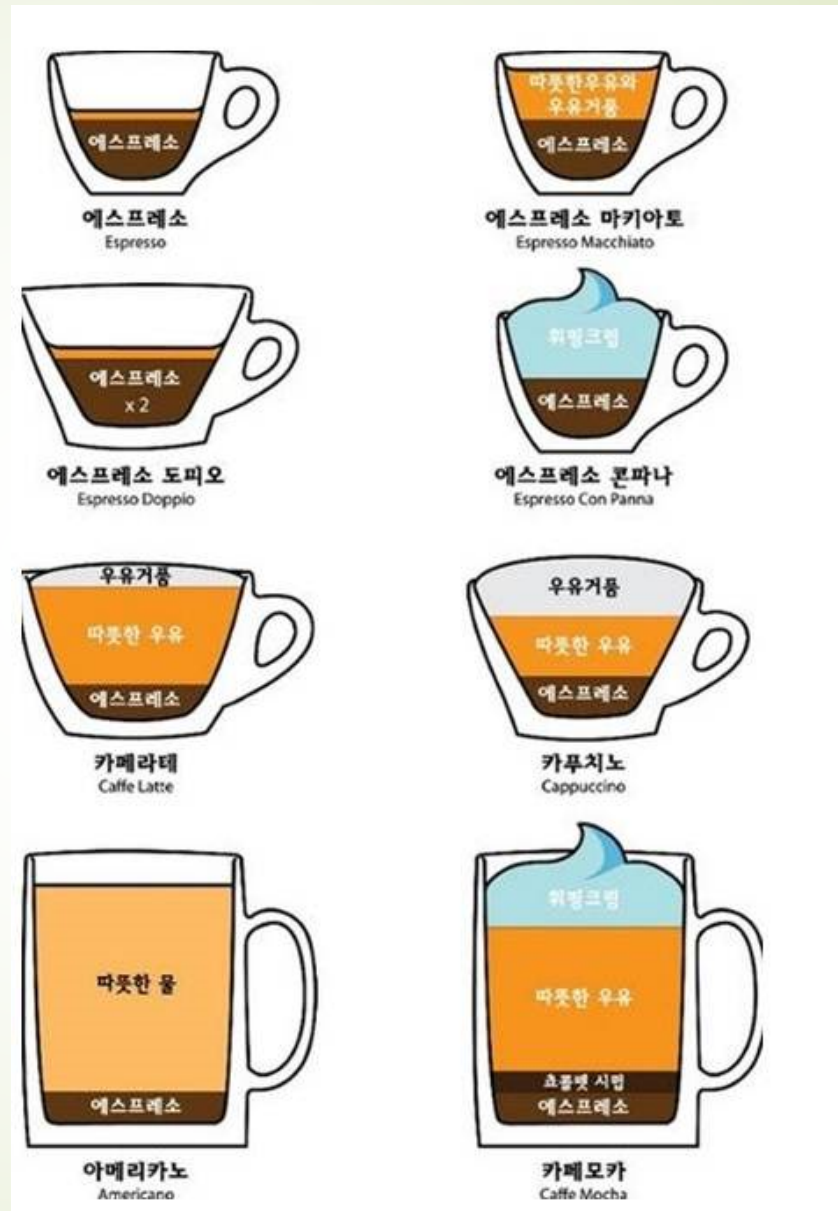 에스프레소
에스프레소
Espresso
따뜻한우유와
우유거품
에스프레소
에스프레소 마키아토
Espresso Macchiato
에스프레소
x 2
에스프레소 도피오
Espresso Doppio
휘핑크림
에스프레소
에스프레소 콘파나
Espresso Con Panna
우유거품
따뜻한 우유
에스프레소
카페라테
Caffe Latte
우유거품
따뜻한 우유
에스프레소
카푸치노
Cappuccino
따뜻한 물
에스프레소
아메리카노
Americano
휘핑크림
따뜻한 우유
쵸콜렛 시럽
에스프레소
카페모카
Caffe Mocha